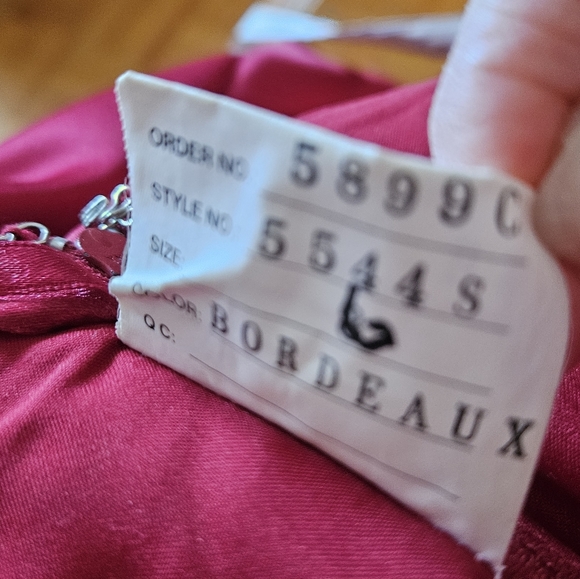 ORDER NO 5899C
STYLE NO. 5544S
SIZE: 6
COLOR: BORDEAUX
QC: